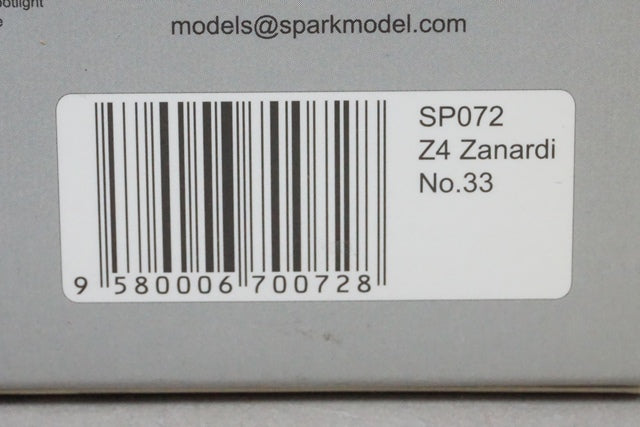 models@sparkmodel.com
SP072
Z4 Zanardi
No.33
9 580006 700728